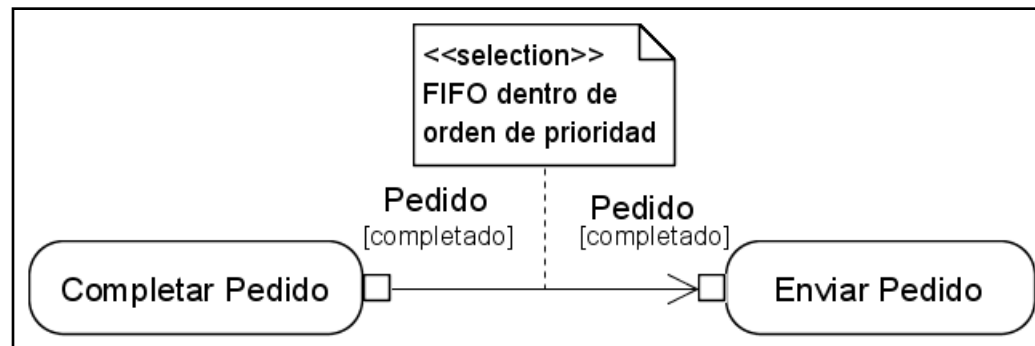 <<selection>>
FIFO dentro de
orden de prioridad
Pedido
[completado]
Pedido
[completado]
Completar Pedido
Enviar Pedido